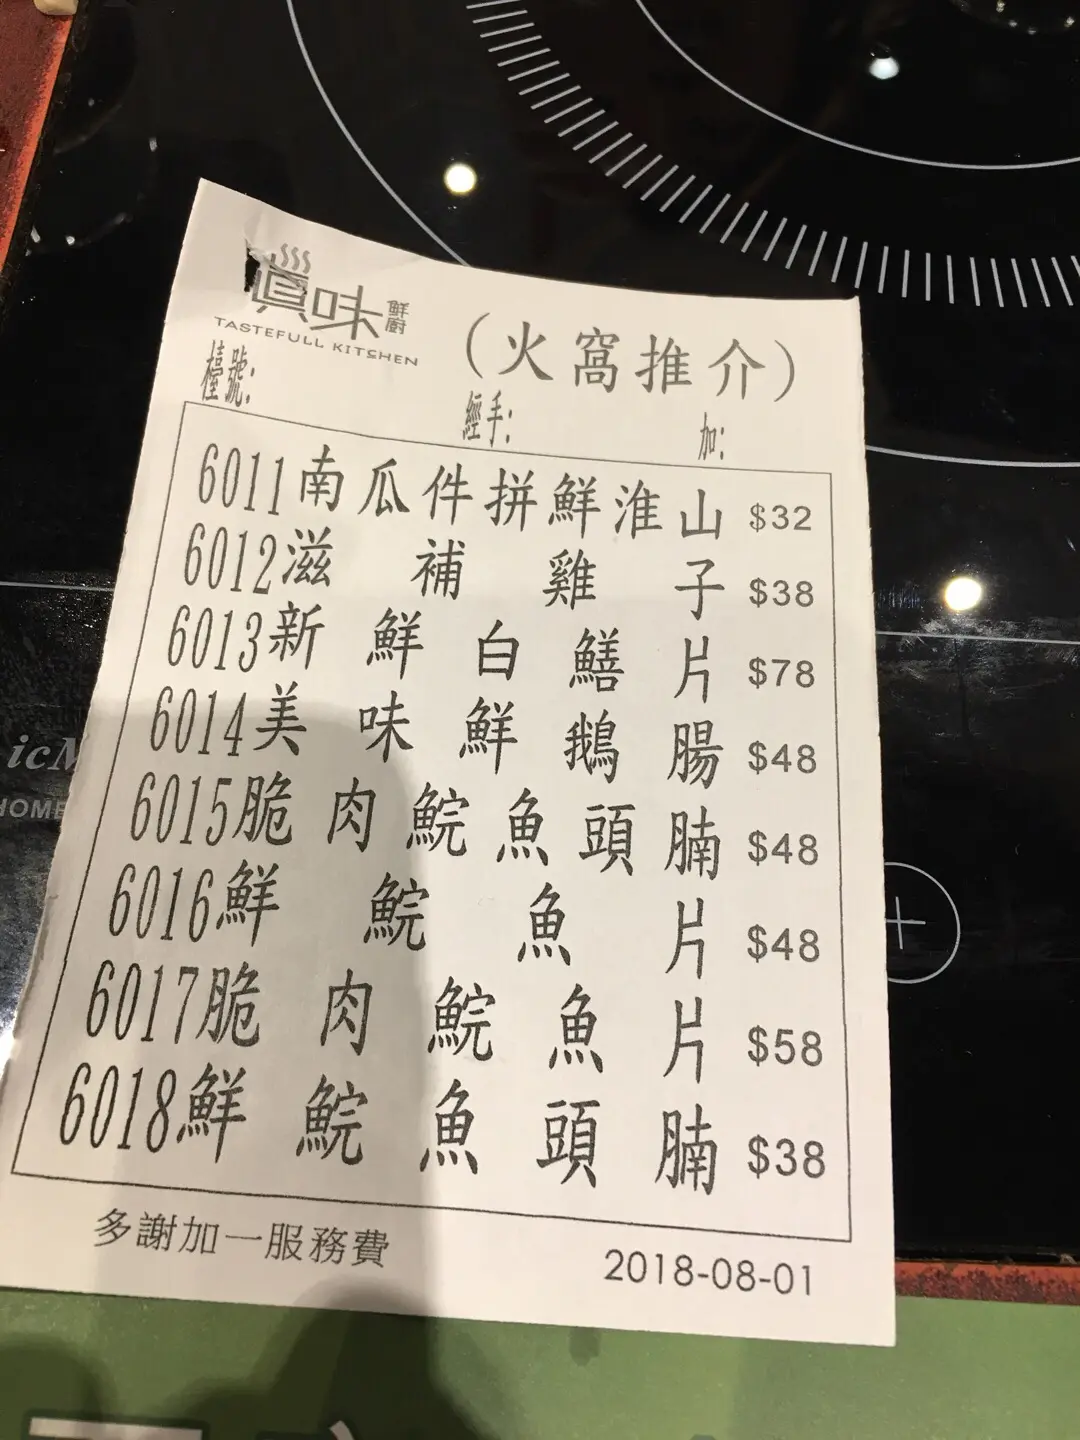 真味 鮮廚
TASTEFULL KITCHEN
(火窩推介)
檯號:
經手:
加:
6011南瓜件拼鮮淮山 $32
6012滋補雞子 $38
6013新鮮白鱔片 $78
6014美味鮮鵝腸 $48
6015脆肉鯇魚頭腩 $48
6016鮮鯇魚片 $48
6017脆肉鯇魚片 $58
6018鮮鯇魚頭腩 $38
多謝加一服務費
2018-08-01